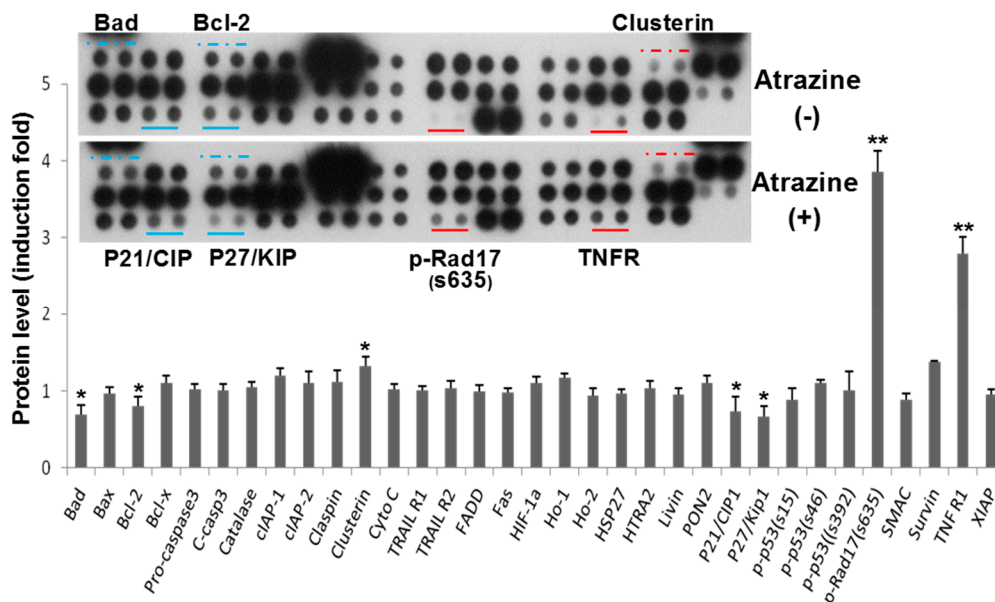 Bad Bcl-2 Clusterin
Atrazine
(-)
Atrazine
(+)
P21/CIP P27/KIP p-Rad17 TNFR
(s635)
Protein level (induction fold)
5
4
3
2
1
0
* * * * * ** **
Bad
Bax
Bcl-2
Bcl-x
Pro-caspase3
C-casp3
Catalase
cIAP-1
cIAP-2
Claspin
Clusterin
Cyto C
TRAIL R1
TRAIL R2
FADD
Fas
HIF-1a
Ho-1
Ho-2
HSP27
HTRA2
Livin
PON2
P21/CIP1
P27/Kip1
p-p53(s15)
p-p53(s46)
p-p53((s392)
p-Rad17(s635)
SMAC
Survin
TNF R1
XIAP